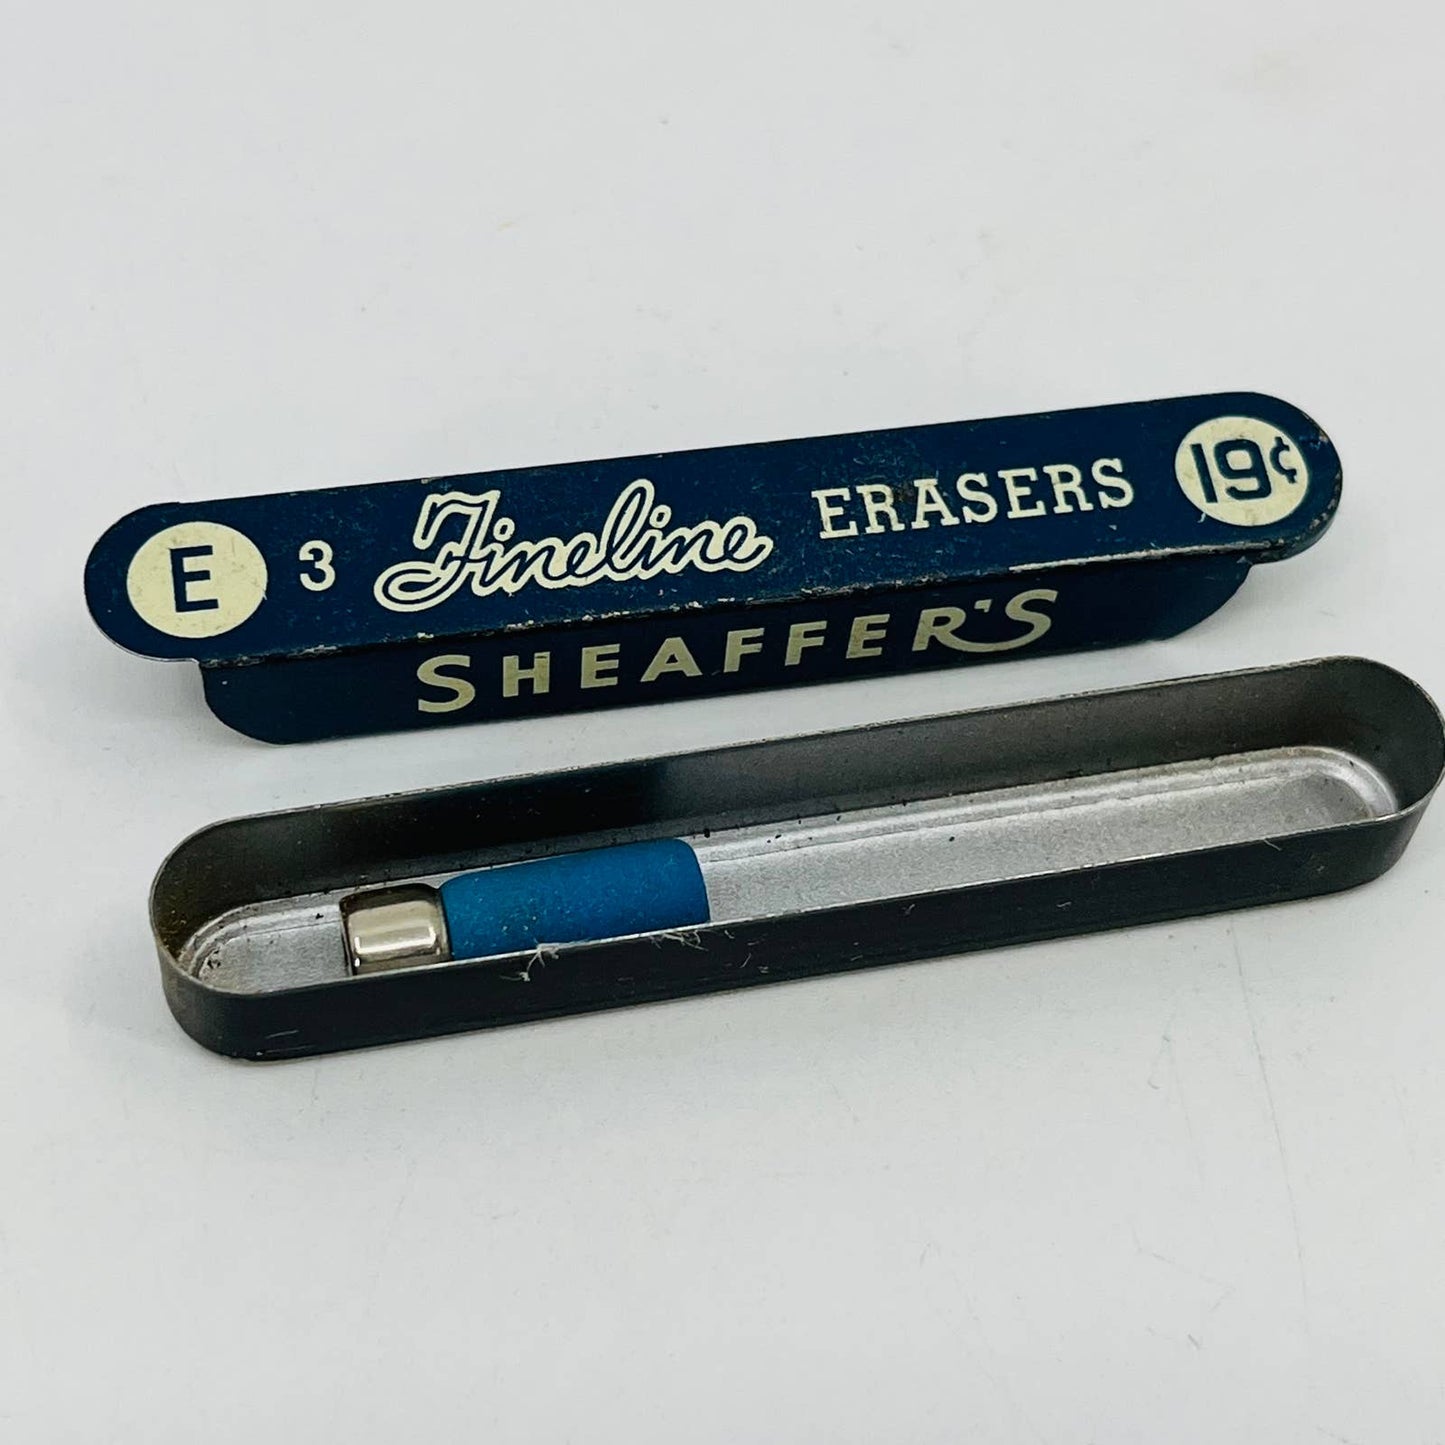 E 3 Fineline ERASERS 19¢
SHEAFFER'S